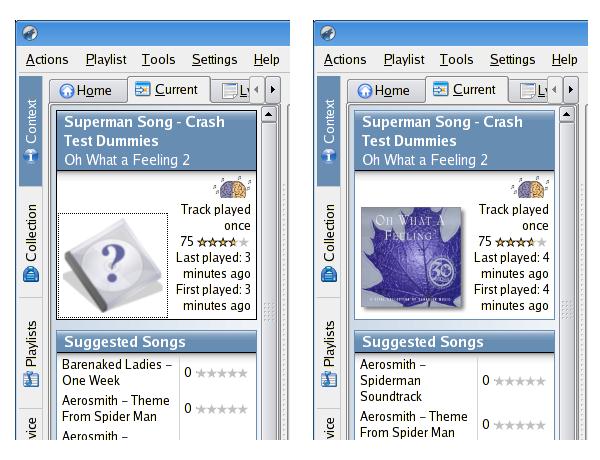 Actions Playlist Tools Settings Help
Context
Collection
Playlists
Home Current
Superman Song - Crash
Test Dummies
Oh What a Feeling 2
Track played
once
75
Last played: 3
minutes ago
First played: 3
minutes ago
Suggested Songs
Barenaked Ladies –
One Week
0
Aerosmith – Theme
From Spider Man
0
Aerosmith –
Actions Playlist Tools Settings Help
Context
Collection
Playlists
Home Current
Superman Song - Crash
Test Dummies
Oh What a Feeling 2
OH WHAT A
FEELING
30
Track played
once
75
Last played: 4
minutes ago
First played: 4
minutes ago
Suggested Songs
Aerosmith –
Spiderman
Soundtrack
0
Aerosmith – Theme
From Spider Man
0